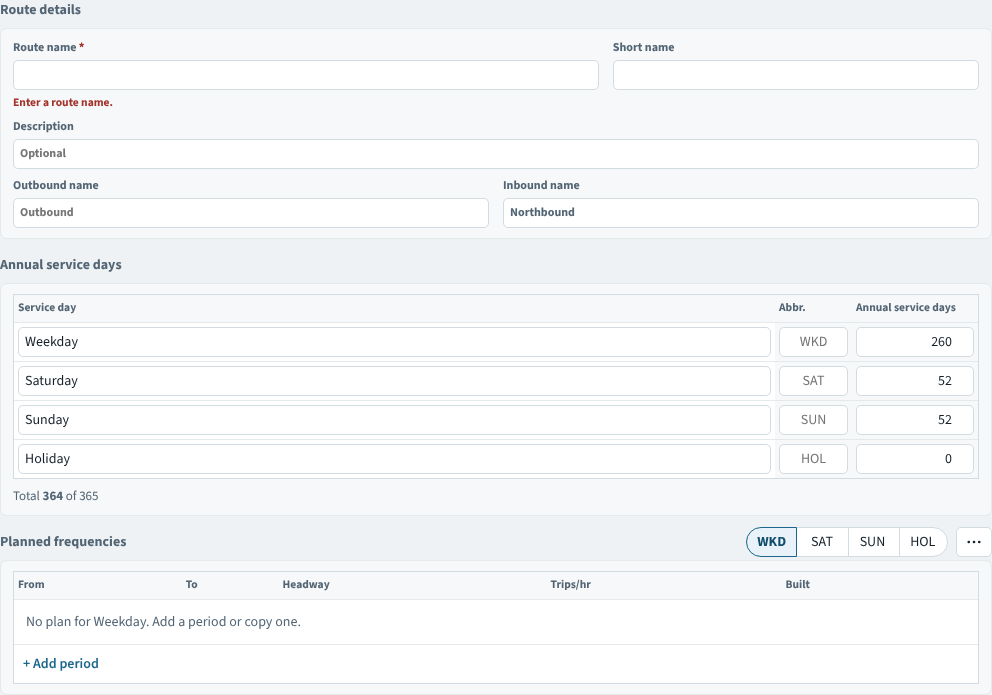 Route details
Route name * Short name
Enter a route name.
Description
Optional
Outbound name Inbound name
Outbound Northbound
Annual service days
Service day Abbr. Annual service days
Weekday WKD 260
Saturday SAT 52
Sunday SUN 52
Holiday HOL 0
Total 364 of 365
Planned frequencies WKD SAT SUN HOL ...
From To Headway Trips/hr Built
No plan for Weekday. Add a period or copy one.
+ Add period